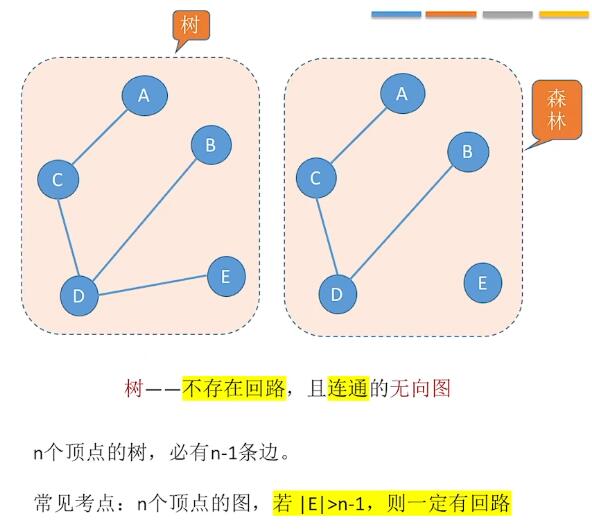 树
A
B
C
D
E
森
林
A
B
C
D
E
树——不存在回路，且连通的无向图
n个顶点的树，必有n-1条边。
常见考点：n个顶点的图，若 |E|>n-1，则一定有回路